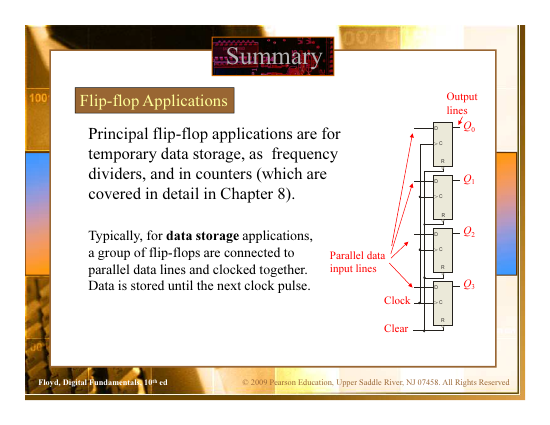 Summary
Flip-flop Applications
Principal flip-flop applications are for
temporary data storage, as frequency
dividers, and in counters (which are
covered in detail in Chapter 8).
Typically, for data storage applications,
a group of flip-flops are connected to
parallel data lines and clocked together.
Data is stored until the next clock pulse.
Output
lines
D
Q0
C
R
D
Q1
C
R
D
Q2
C
R
Parallel data
input lines
D
Q3
Clock
C
R
Clear
Floyd, Digital Fundamentals, 10th ed
© 2009 Pearson Education, Upper Saddle River, NJ 07458. All Rights Reserved